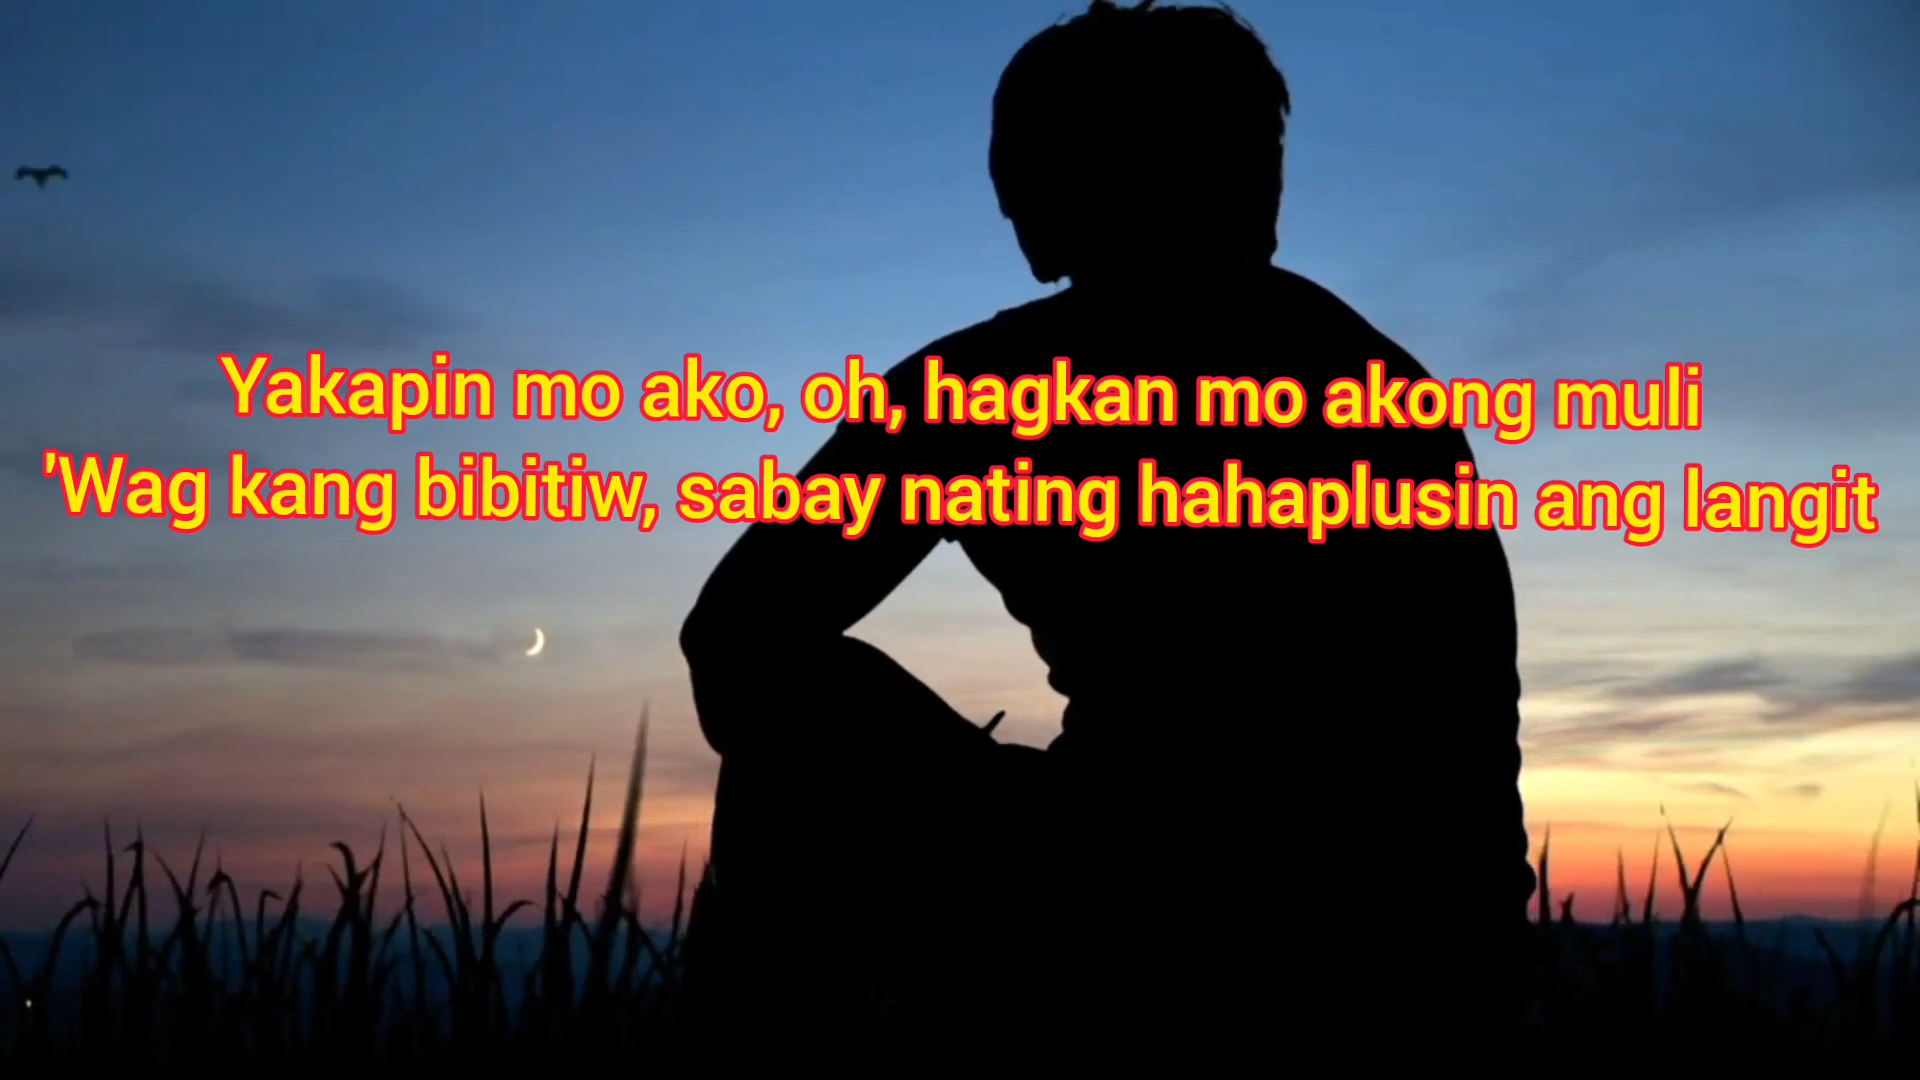 Yakapin mo ako, oh, hagkan mo akong muli
'Wag kang bibitiw, sabay nating hahaplusin ang langit